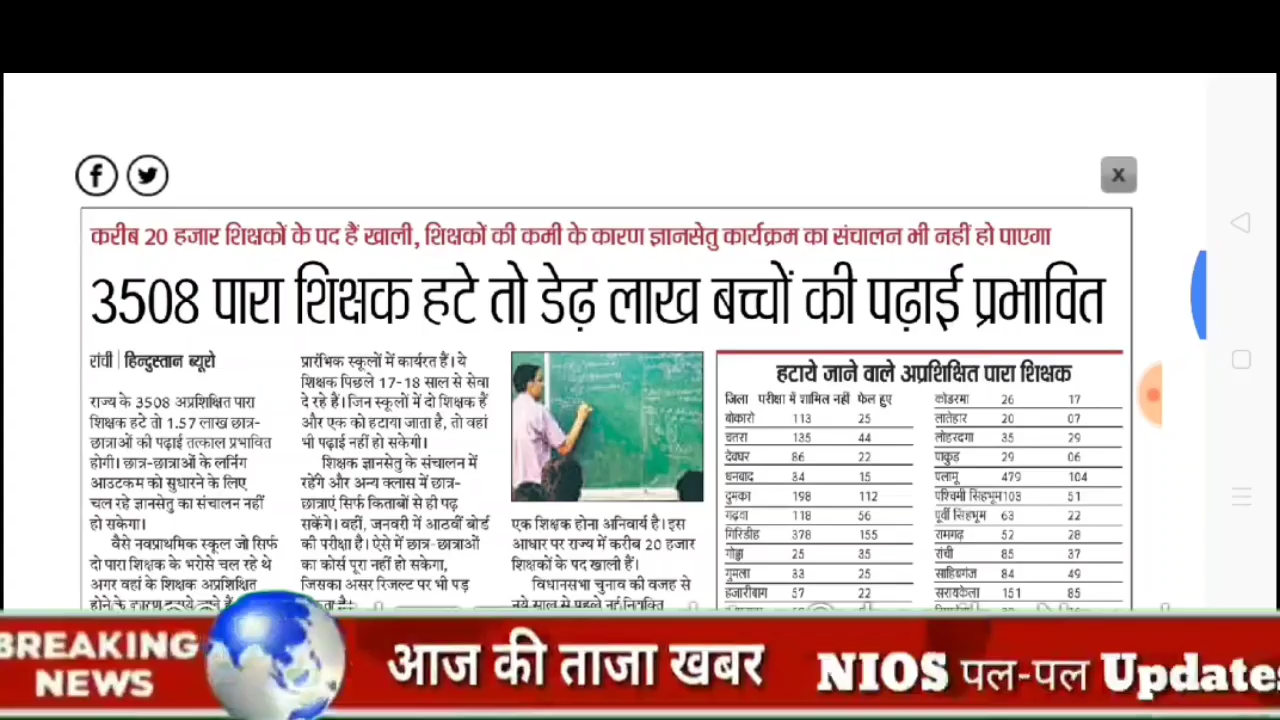 करीब 20 हजार शिक्षकों के पद हैं खाली, शिक्षकों की कमी के कारण ज्ञानसेतु कार्यक्रम का संचालन भी नहीं हो पाएगा
3508 पारा शिक्षक हटे तो डेढ़ लाख बच्चों की पढ़ाई प्रभावित
रांची | हिन्दुस्तान ब्यूरो
राज्य के 3508 अप्रशिक्षित पारा
शिक्षक हटे तो 1.57 लाख छात्र-
छात्राओं की पढ़ाई तत्काल प्रभावित
होगी। छात्र-छात्राओं के लर्निग
आउटकम को सुधारने के लिए
चल रहे ज्ञानसेतु का संचालन नहीं
हो सकेगा।
वैसे नवप्राथमिक स्कूल जो सिर्फ
दो पारा शिक्षक के भरोसे चल रहे थे
अगर वहां के शिक्षक अप्रशिक्षित
होने के कारण हटाये जाते हैं
प्रारंभिक स्कूलों में कार्यरत हैं। ये
शिक्षक पिछले 17-18 साल से सेवा
दे रहे हैं। जिन स्कूलों में दो शिक्षक हैं
और एक को हटाया जाता है, तो वहां
भी पढ़ाई नहीं हो सकेगी।
शिक्षक ज्ञानसेतु के संचालन में
रहेंगे और अन्य क्लास में छात्र-
छात्राएं सिर्फ किताबों से ही पढ़
सकेंगे। वहीं, जनवरी में आठवीं बोर्ड
की परीक्षा है। ऐसे में छात्र-छात्राओं
का कोर्स पूरा नहीं हो सकेगा,
जिसका असर रिजल्ट पर भी पड़
एक शिक्षक होना अनिवार्य है। इस
आधार पर राज्य में करीब 20 हजार
शिक्षकों के पद खाली हैं।
विधानसभा चुनाव की वजह से
नये साल से पहले नई नियुक्ति
हटाये जाने वाले अप्रशिक्षित पारा शिक्षक
जिला परीक्षा में शामिल नहीं फेल हुए
बोकारो 113 25
चतरा 135 44
देवघर 86 22
धनबाद 34 15
दुमका 198 112
गढ़वा 118 56
गिरिडीह 378 155
गोड्डा 25 35
गुमला 33 25
हजारीबाग 57 22
कोडरमा 26 17
लातेहार 20 07
लोहरदगा 35 29
पाकुड़ 29 06
पलामू 479 104
पश्चिमी सिंहभूम 103 51
पूर्वी सिंहभूम 63 22
रामगढ़ 52 28
रांची 85 37
साहिबगंज 84 49
सरायकेला 151 85
BREAKING
NEWS
आज की ताजा खबर
NIOS पल-पल Update